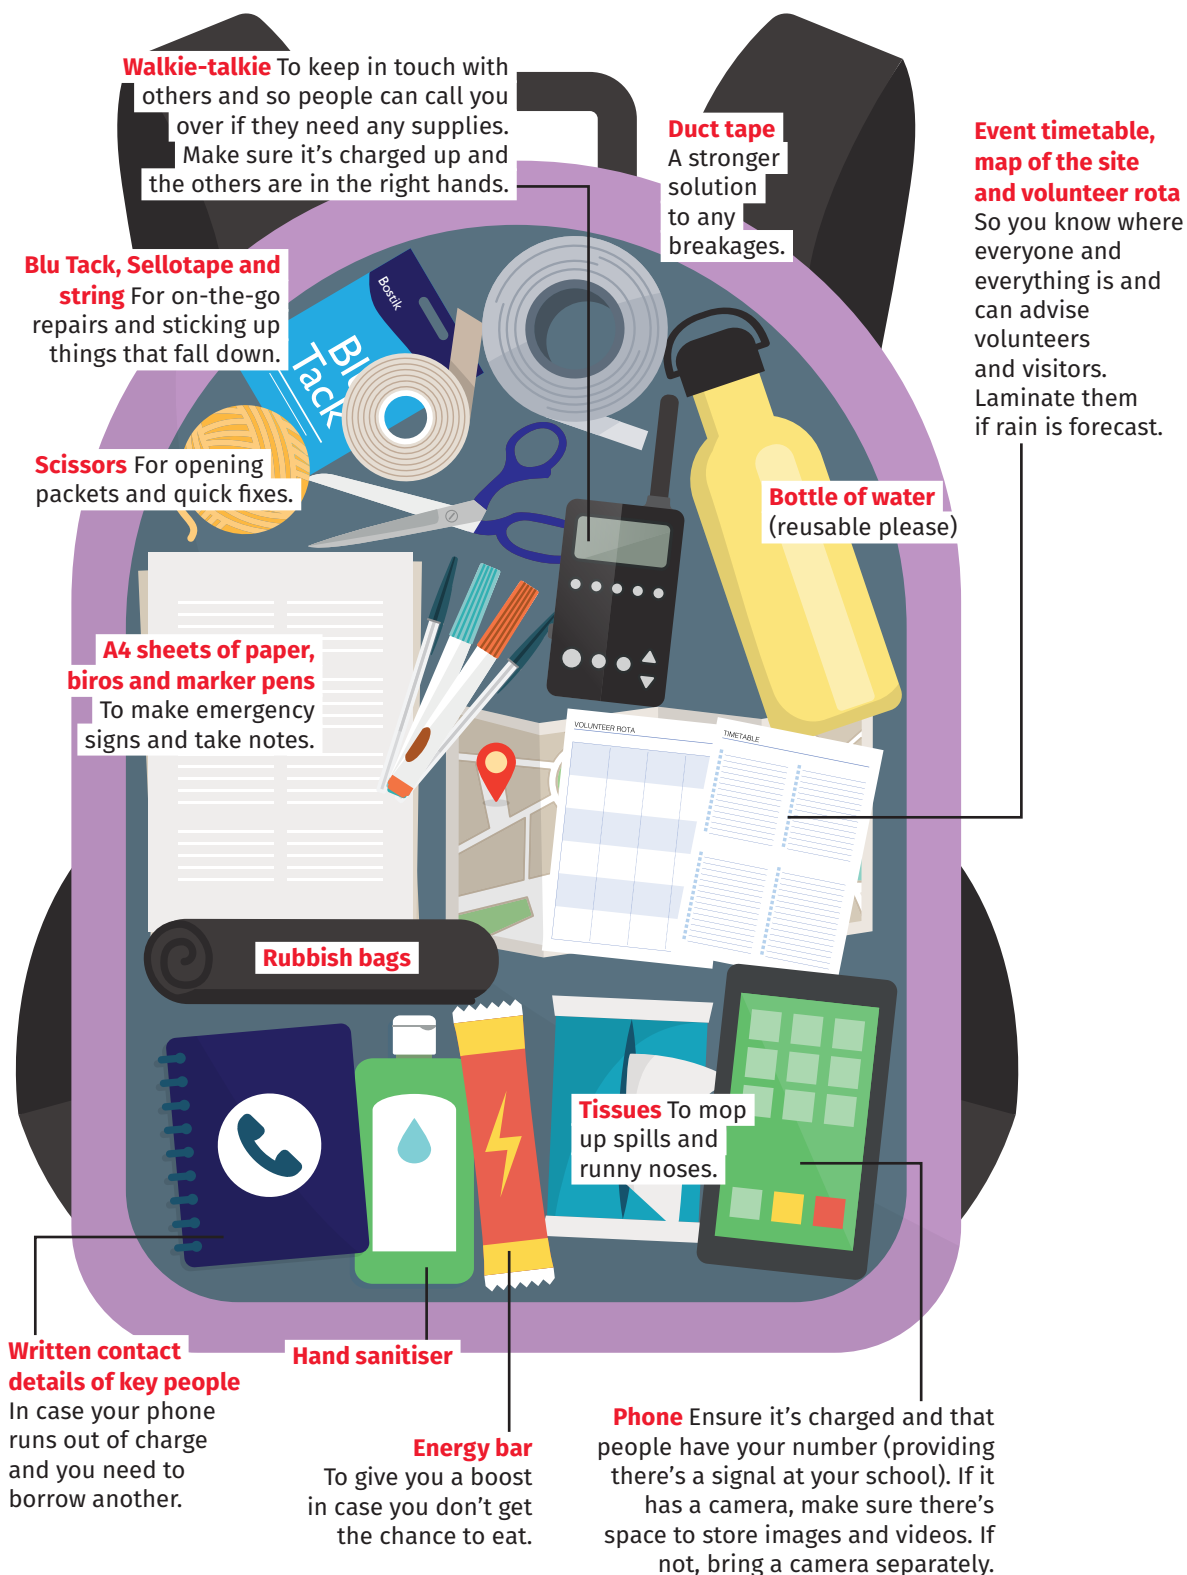 Walkie-talkie To keep in touch with
others and so people can call you
over if they need any supplies.
Make sure it's charged up and
the others are in the right hands.
Duct tape
A stronger
solution
to any
breakages.
Event timetable,
map of the site
and volunteer rota
So you know where
everyone and
everything is and
can advise
volunteers
and visitors.
Laminate them
if rain is forecast.
Blu Tack, Sellotape and
string For on-the-go
repairs and sticking up
things that fall down.
Bostik
Blu
Tack
Scissors For opening
packets and quick fixes.
Bottle of water
(reusable please)
A4 sheets of paper,
biros and marker pens
To make emergency
signs and take notes.
VOLUNTEER ROTA
TIMETABLE
Rubbish bags
Tissues To mop
up spills and
runny noses.
Written contact
details of key people
In case your phone
runs out of charge
and you need to
borrow another.
Hand sanitiser
Energy bar
To give you a boost
in case you don't get
the chance to eat.
Phone Ensure it's charged and that
people have your number (providing
there's a signal at your school). If it
has a camera, make sure there's
space to store images and videos. If
not, bring a camera separately.